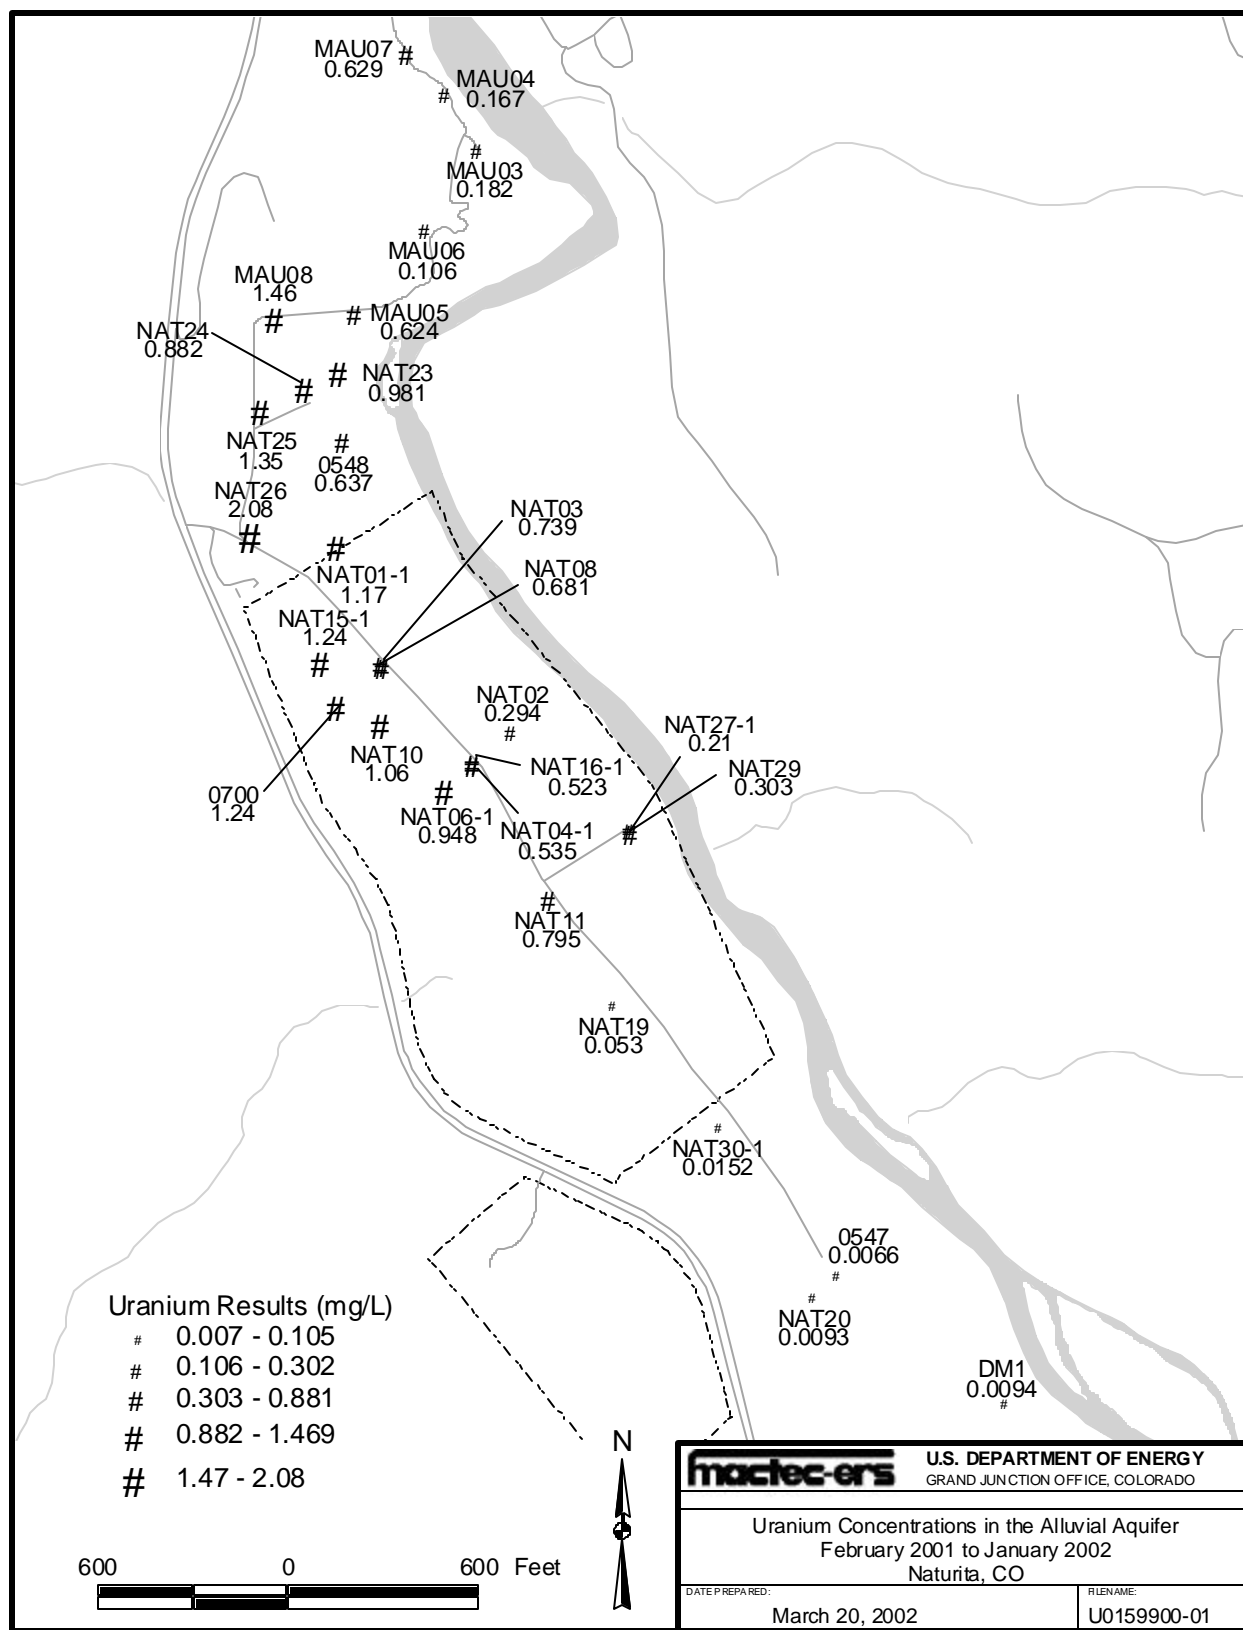 MAU07
0.629
MAU04
0.167
MAU03
0.182
MAU06
0.106
MAU08
1.46
MAU05
0.624
NAT24
0.882
NAT23
0.981
NAT25
1.35
0548
0.637
NAT26
2.08
NAT03
0.739
NAT08
0.681
NAT01-1
1.17
NAT15-1
1.24
NAT02
0.294
NAT27-1
0.21
NAT10
1.06
NAT16-1
0.523
NAT29
0.303
0700
1.24
NAT06-1
0.948
NAT04-1
0.535
NAT11
0.795
NAT19
0.053
NAT30-1
0.0152
0547
0.0066
NAT20
0.0093
DM1
0.0094
Uranium Results (mg/L)
# 0.007 - 0.105
# 0.106 - 0.302
# 0.303 - 0.881
# 0.882 - 1.469
# 1.47 - 2.08
N
600 0 600 Feet
mactec-ers
U.S. DEPARTMENT OF ENERGY
GRAND JUNCTION OFFICE, COLORADO
Uranium Concentrations in the Alluvial Aquifer
February 2001 to January 2002
Naturita, CO
DATE PREPARED:
March 20, 2002
FILENAME:
U0159900-01